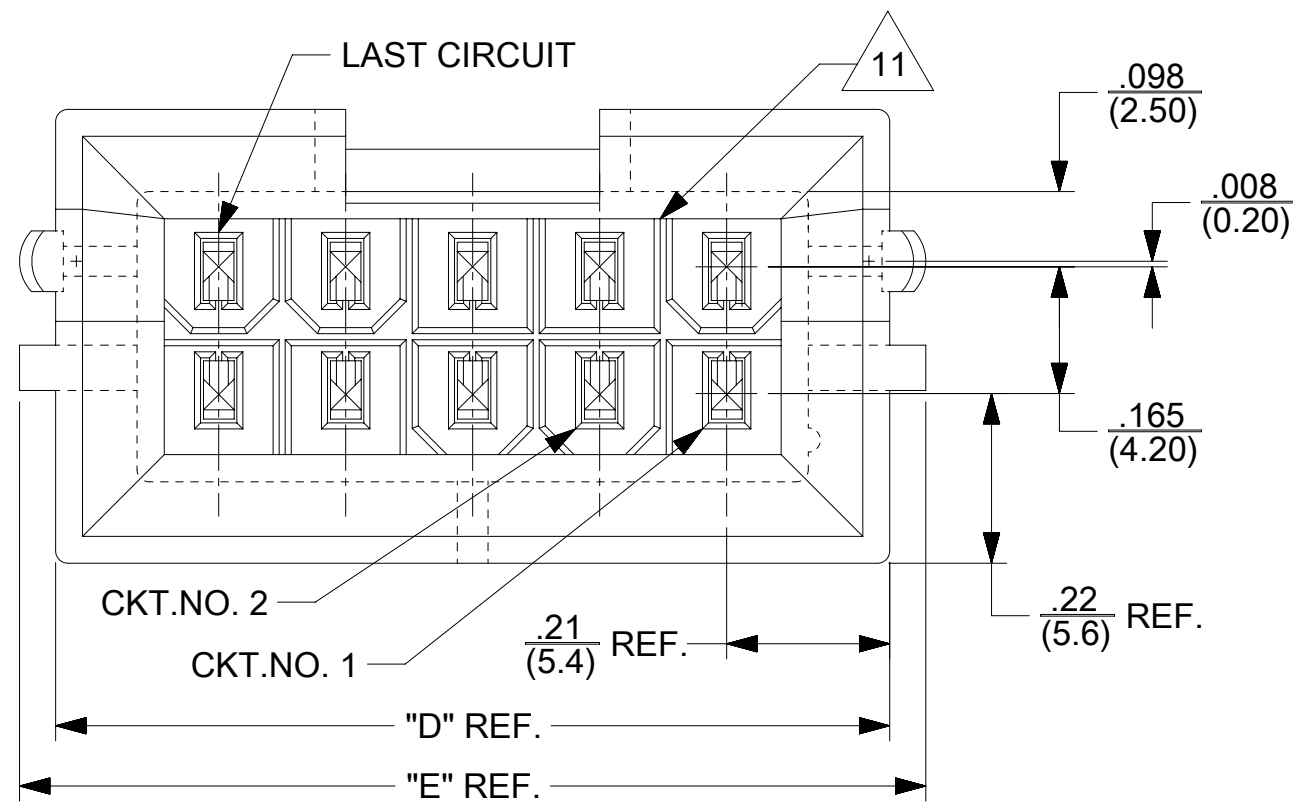 LAST CIRCUIT
11
.098
(2.50)
.008
(0.20)
.165
(4.20)
CKT.NO. 2
.21
(5.4) REF.
.22
(5.6) REF.
CKT.NO. 1
"D" REF.
"E" REF.